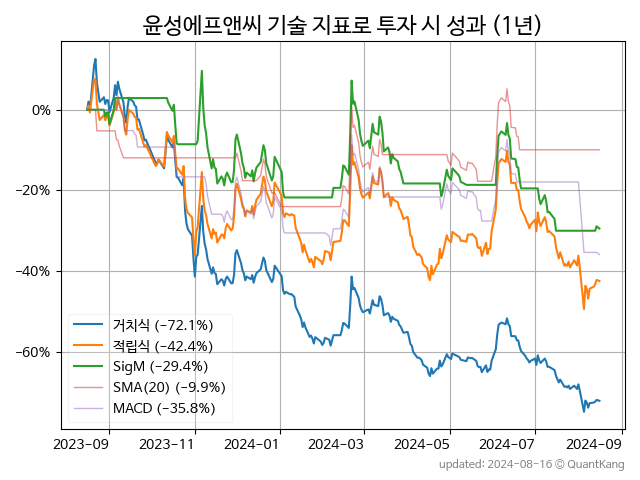 윤성에프앤씨 기술 지표로 투자 시 성과 (1년)
0%
−20%
−40%
−60%
거치식 (−72.1%)
적립식 (−42.4%)
SigM (−29.4%)
SMA(20) (−9.9%)
MACD (−35.8%)
2023-09 2023-11 2024-01 2024-03 2024-05 2024-07 2024-09
updated: 2024-08-16 © QuantKang